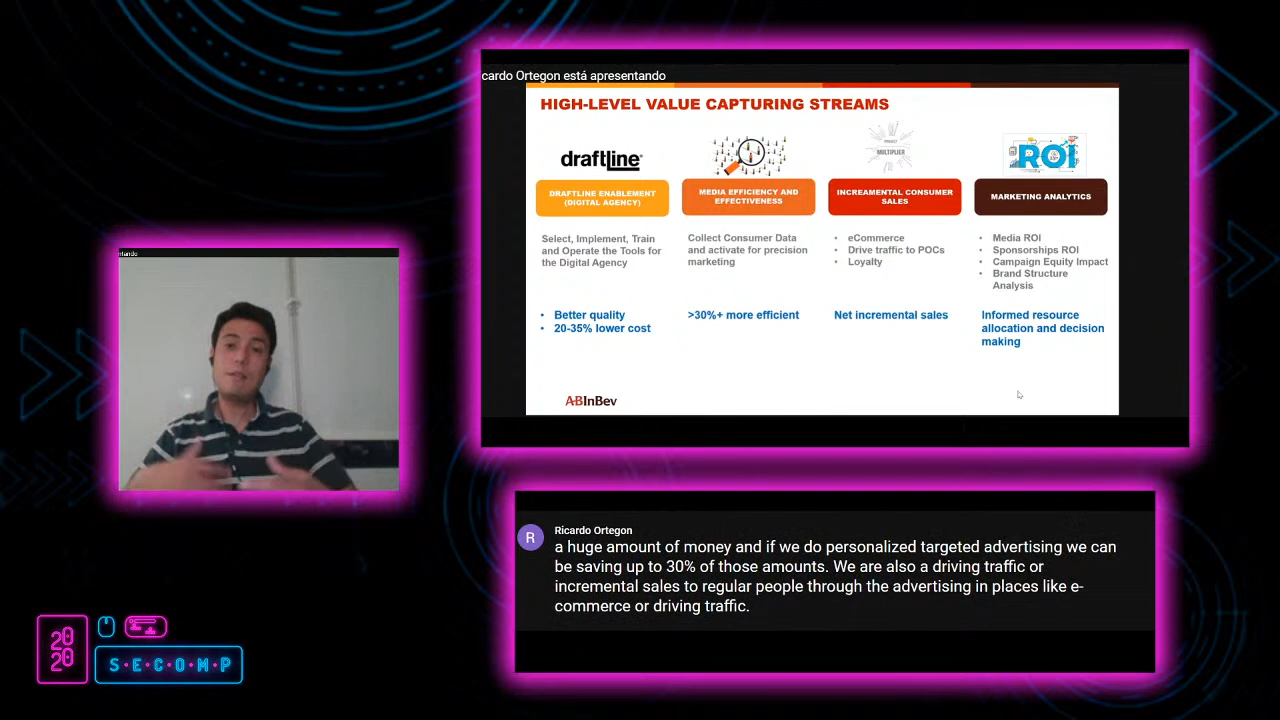 cardo Ortegon está apresentando
HIGH-LEVEL VALUE CAPTURING STREAMS
draftline
PROJECT
MULTIPLIER
ROI
DRAFTLINE ENABLEMENT
(DIGITAL AGENCY)
MEDIA EFFICIENCY AND
EFFECTIVENESS
INCREAMENTAL CONSUMER
SALES
MARKETING ANALYTICS
Select, Implement, Train
and Operate the Tools for
the Digital Agency
Collect Consumer Data
and activate for precision
marketing
• eCommerce
• Drive traffic to POCs
• Loyalty
• Media ROI
• Sponsorships ROI
• Campaign Equity Impact
• Brand Structure
Analysis
• Better quality
• 20-35% lower cost
>30%+ more efficient
Net incremental sales
Informed resource
allocation and decision
making
ABInBev
ntando
R
Ricardo Ortegon
a huge amount of money and if we do personalized targeted advertising we can
be saving up to 30% of those amounts. We are also a driving traffic or
incremental sales to regular people through the advertising in places like e-
commerce or driving traffic.
20
20
S·E·C·O·M·P